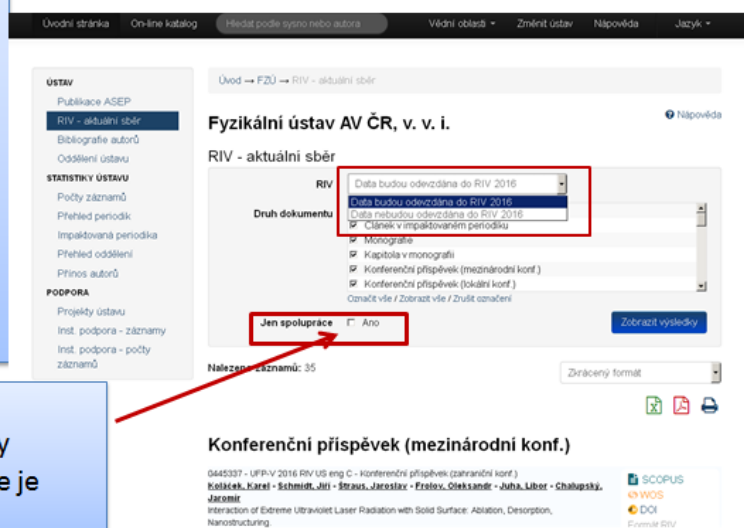 Úvodní stránka On-line katalog Hledat podle sysno nebo autora Vědní oblasti Změnit ústav Nápověda Jazyk
Úvod → FZÚ → RIV - aktuální sběr
ÚSTAV
Publikace ASEP
RIV - aktuální sběr
Bibliografie autorů
Oddělení ústavu
STATISTIKY ÚSTAVU
Počty záznamů
Přehled periodik
Impaktovaná periodika
Přehled oddělení
Přínos autorů
PODPORA
Projekty ústavu
Inst. podpora - záznamy
Inst. podpora - počty
záznamů
Nápověda
Fyzikální ústav AV ČR, v. v. i.
RIV - aktuální sběr
RIV Data budou odevzdána do RIV 2016
Data budou odevzdána do RIV 2016
Data nebudou odevzdána do RIV 2016
Druh dokumentu Článek v impaktovaném periodiku
Monografie
Kapitola v monografii
Konferenční příspěvek (mezinárodní konf.)
Konferenční příspěvek (lokální konf.)
Označit vše / Zobrazit vše / Zrušit označení
Jen spolupráce Ano Zobrazit výsledky
Nalezeno záznamů: 35 Zkrácený formát
y
e je
Konferenční příspěvek (mezinárodní konf.)
0445337 - UFP-V 2016 RIV US eng C - Konferenční příspěvek (zahraniční konf.)
Koláček, Karel - Schmidt, Jiří - Štraus, Jaroslav - Frolov, Oleksandr - Juha, Libor - Chalupský,
Jaromír
Interaction of Extreme Ultraviolet Laser Radiation with Solid Surface: Ablation, Desorption,
Nanostructuring.
SCOPUS
WOS
DOI
Formát RIV